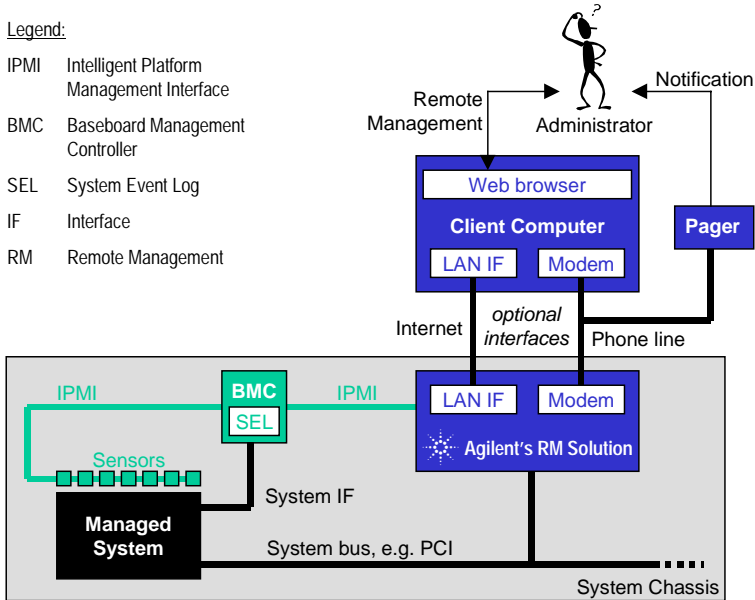 Legend:
IPMI Intelligent Platform
Management Interface
BMC Baseboard Management
Controller
SEL System Event Log
IF Interface
RM Remote Management
?
Notification
Remote
Management
Administrator
Web browser
Client Computer
LAN IF Modem
Pager
Internet
optional
interfaces
Phone line
IPMI
BMC
SEL
IPMI
LAN IF Modem
Agilent's RM Solution
Sensors
System IF
Managed
System
System bus, e.g. PCI
System Chassis